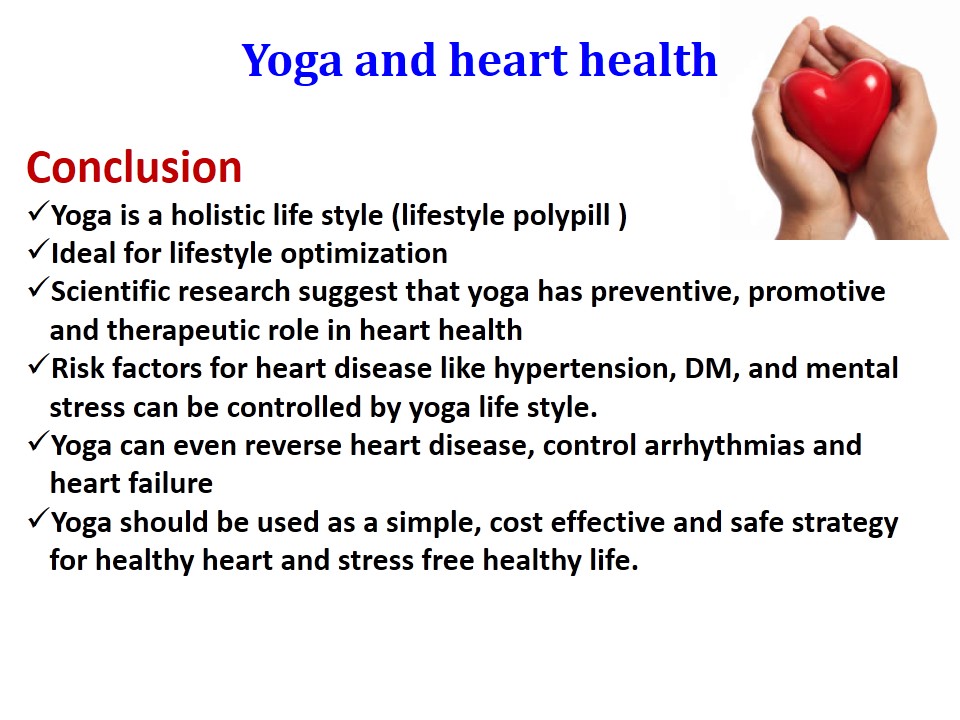 Yoga and heart health
Conclusion
✓Yoga is a holistic life style (lifestyle polypill )
✓Ideal for lifestyle optimization
✓Scientific research suggest that yoga has preventive, promotive
and therapeutic role in heart health
✓Risk factors for heart disease like hypertension, DM, and mental
stress can be controlled by yoga life style.
✓Yoga can even reverse heart disease, control arrhythmias and
heart failure
✓Yoga should be used as a simple, cost effective and safe strategy
for healthy heart and stress free healthy life.